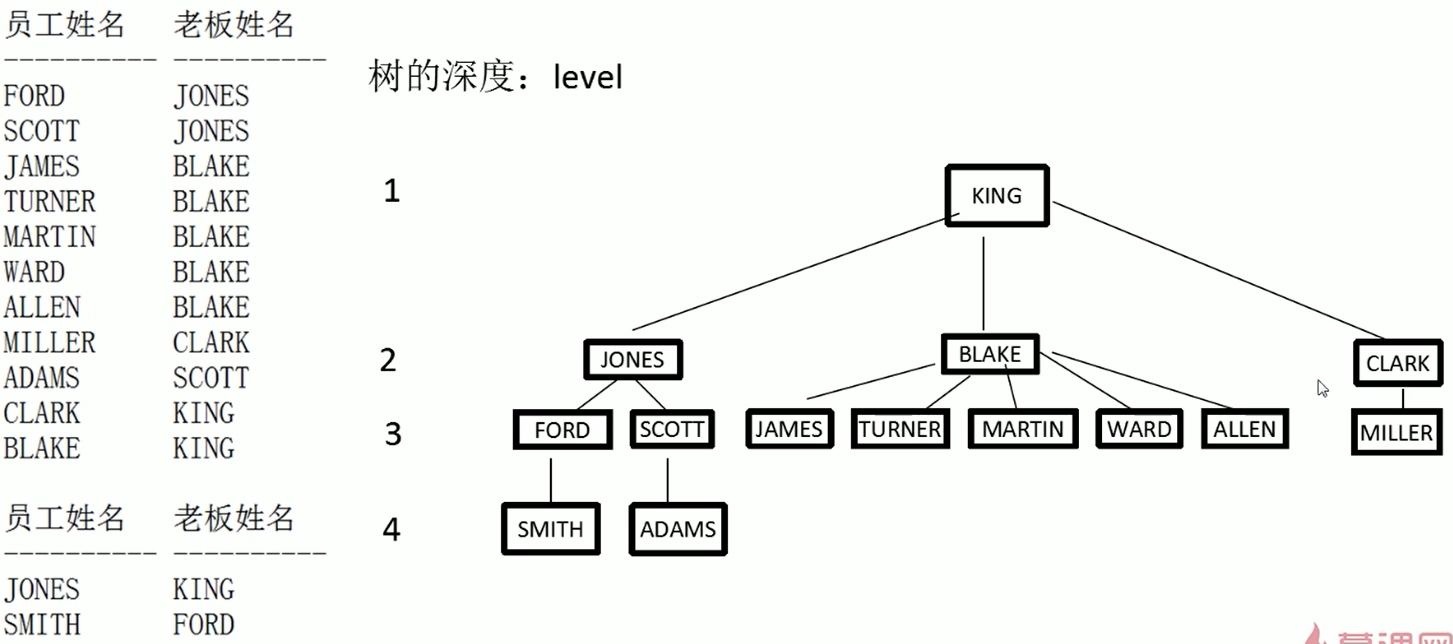 员工姓名 老板姓名
---------- ----------
FORD JONES
SCOTT JONES
JAMES BLAKE
TURNER BLAKE
MARTIN BLAKE
WARD BLAKE
ALLEN BLAKE
MILLER CLARK
ADAMS SCOTT
CLARK KING
BLAKE KING
员工姓名 老板姓名
---------- ----------
JONES KING
SMITH FORD
树的深度：level
1
KING
2
JONES BLAKE CLARK
3
FORD SCOTT JAMES TURNER MARTIN WARD ALLEN MILLER
4
SMITH ADAMS